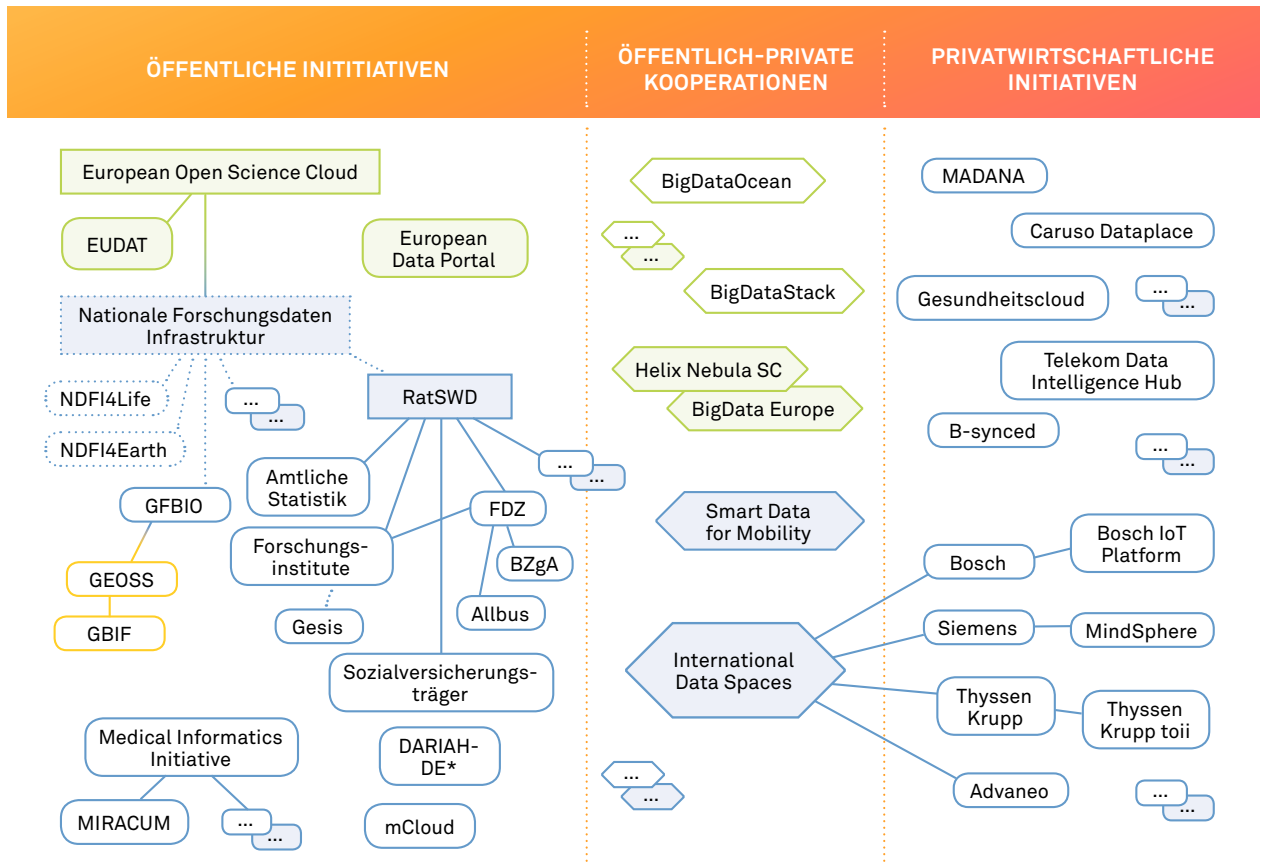 ÖFFENTLICHE INITITIATIVEN
ÖFFENTLICH-PRIVATE
KOOPERATIONEN
PRIVATWIRTSCHAFTLICHE
INITIATIVEN
European Open Science Cloud
EUDAT
European
Data Portal
Nationale Forschungsdaten
Infrastruktur
NDFI4Life
...
...
NDFI4Earth
RatSWD
Amtliche
Statistik
...
...
GFBIO
FDZ
Forschungs-
institute
BZgA
GEOSS
Allbus
GBIF
Gesis
Sozialversicherungs-
träger
Medical Informatics
Initiative
DARIAH-
DE*
MIRACUM
...
...
mCloud
BigDataOcean
...
...
BigDataStack
Helix Nebula SC
BigData Europe
Smart Data
for Mobility
International
Data Spaces
...
...
MADANA
Caruso Dataplace
Gesundheitscloud
...
...
Telekom Data
Intelligence Hub
B-synced
...
...
Bosch
Bosch IoT
Platform
Siemens
MindSphere
Thyssen
Krupp
Thyssen
Krupp toii
Advaneo
...
...